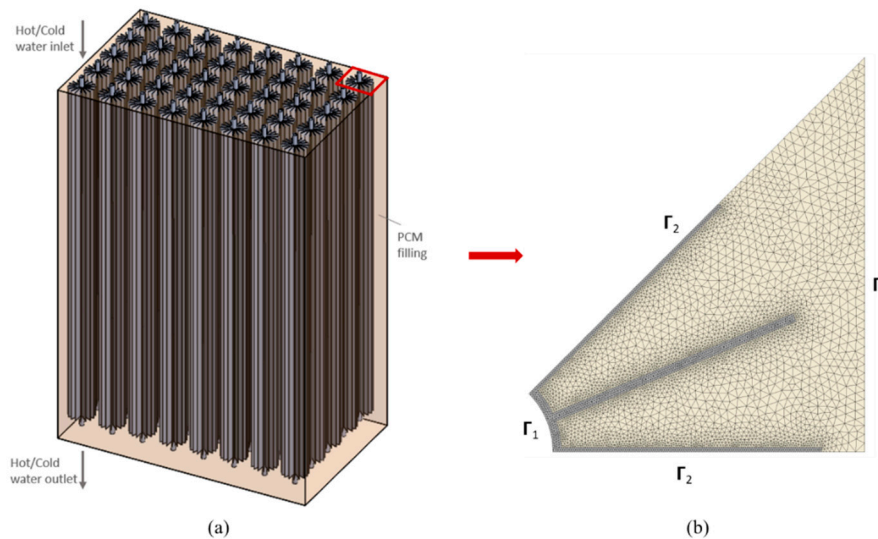 Hot/Cold
water inlet
PCM
filling
Hot/Cold
water outlet
(a)
Γ₂
Γ
Γ₁
Γ₂
(b)